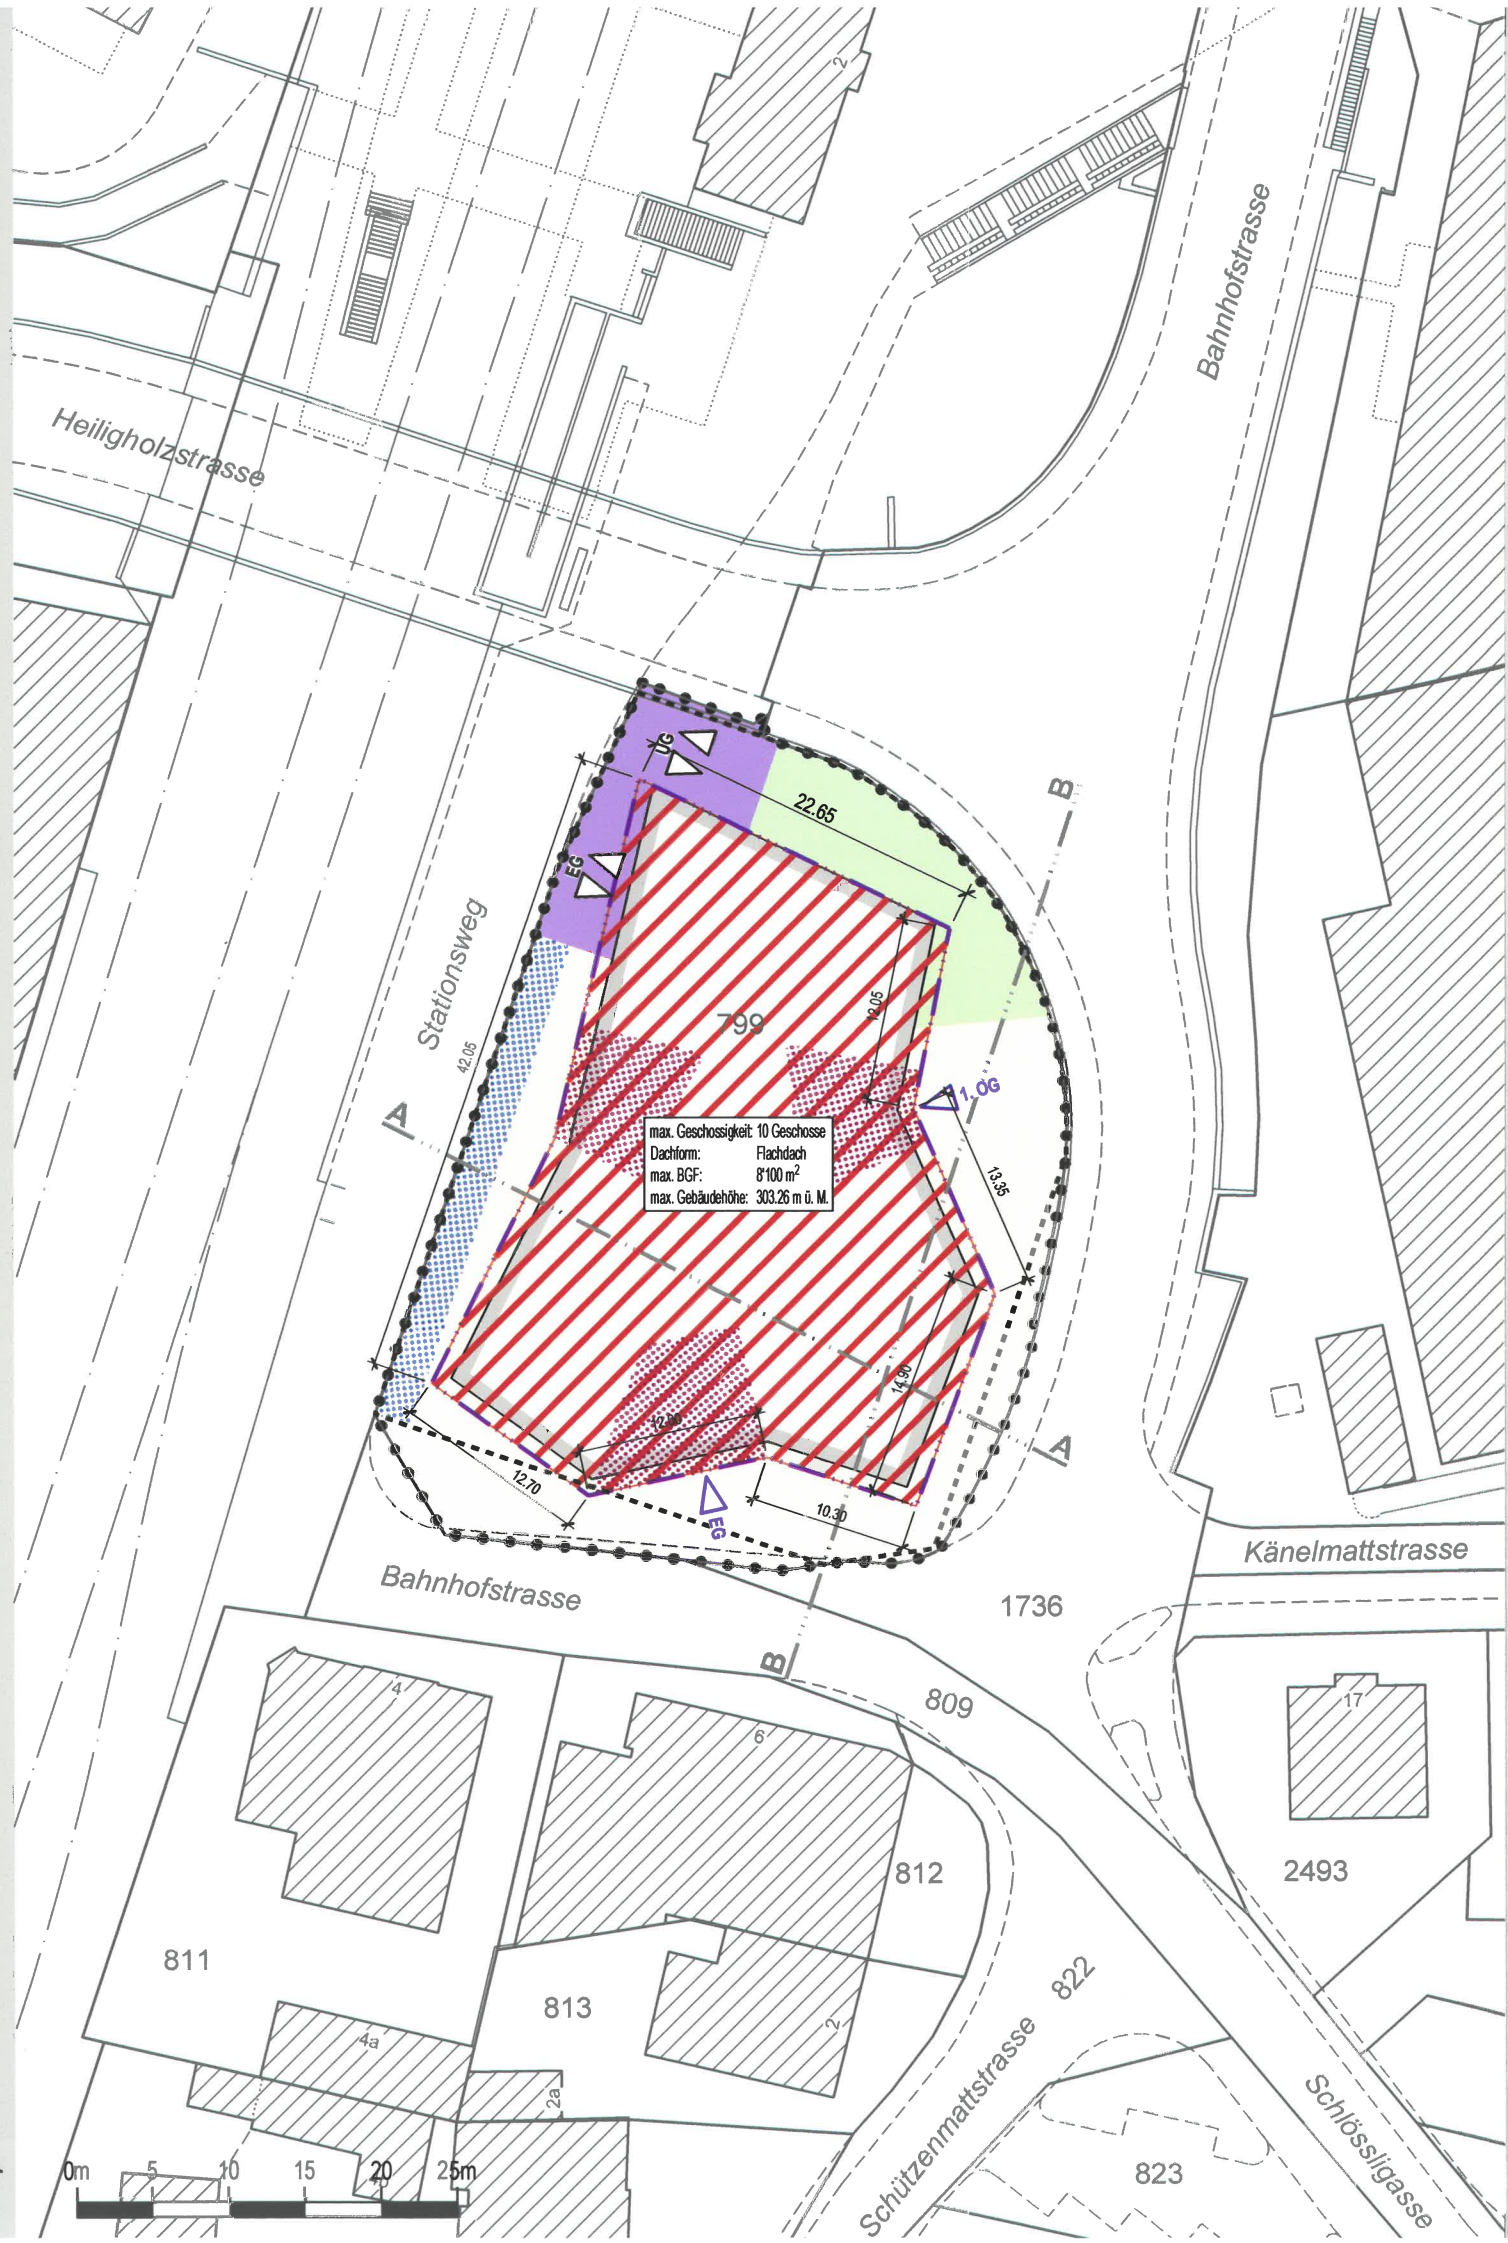 2
Bahnhofstrasse
Heiligholzstrasse
UG
B
22.65
EG
Stationsweg
12.05
799
42.05
1. OG
A
max. Geschossigkeit: 10 Geschosse
Dachform: Flachdach
max. BGF: 8'100 m²
max. Gebäudehöhe: 303.26 m ü. M.
13.35
14.90
12.00
A
12.70
10.30
EG
Känelmattstrasse
Bahnhofstrasse
1736
B
4
809
17
6
812
2493
811
822
813
2
4a
2a
Schützenmattstrasse
Schlössligasse
823
0m 5 10 15 20 25m